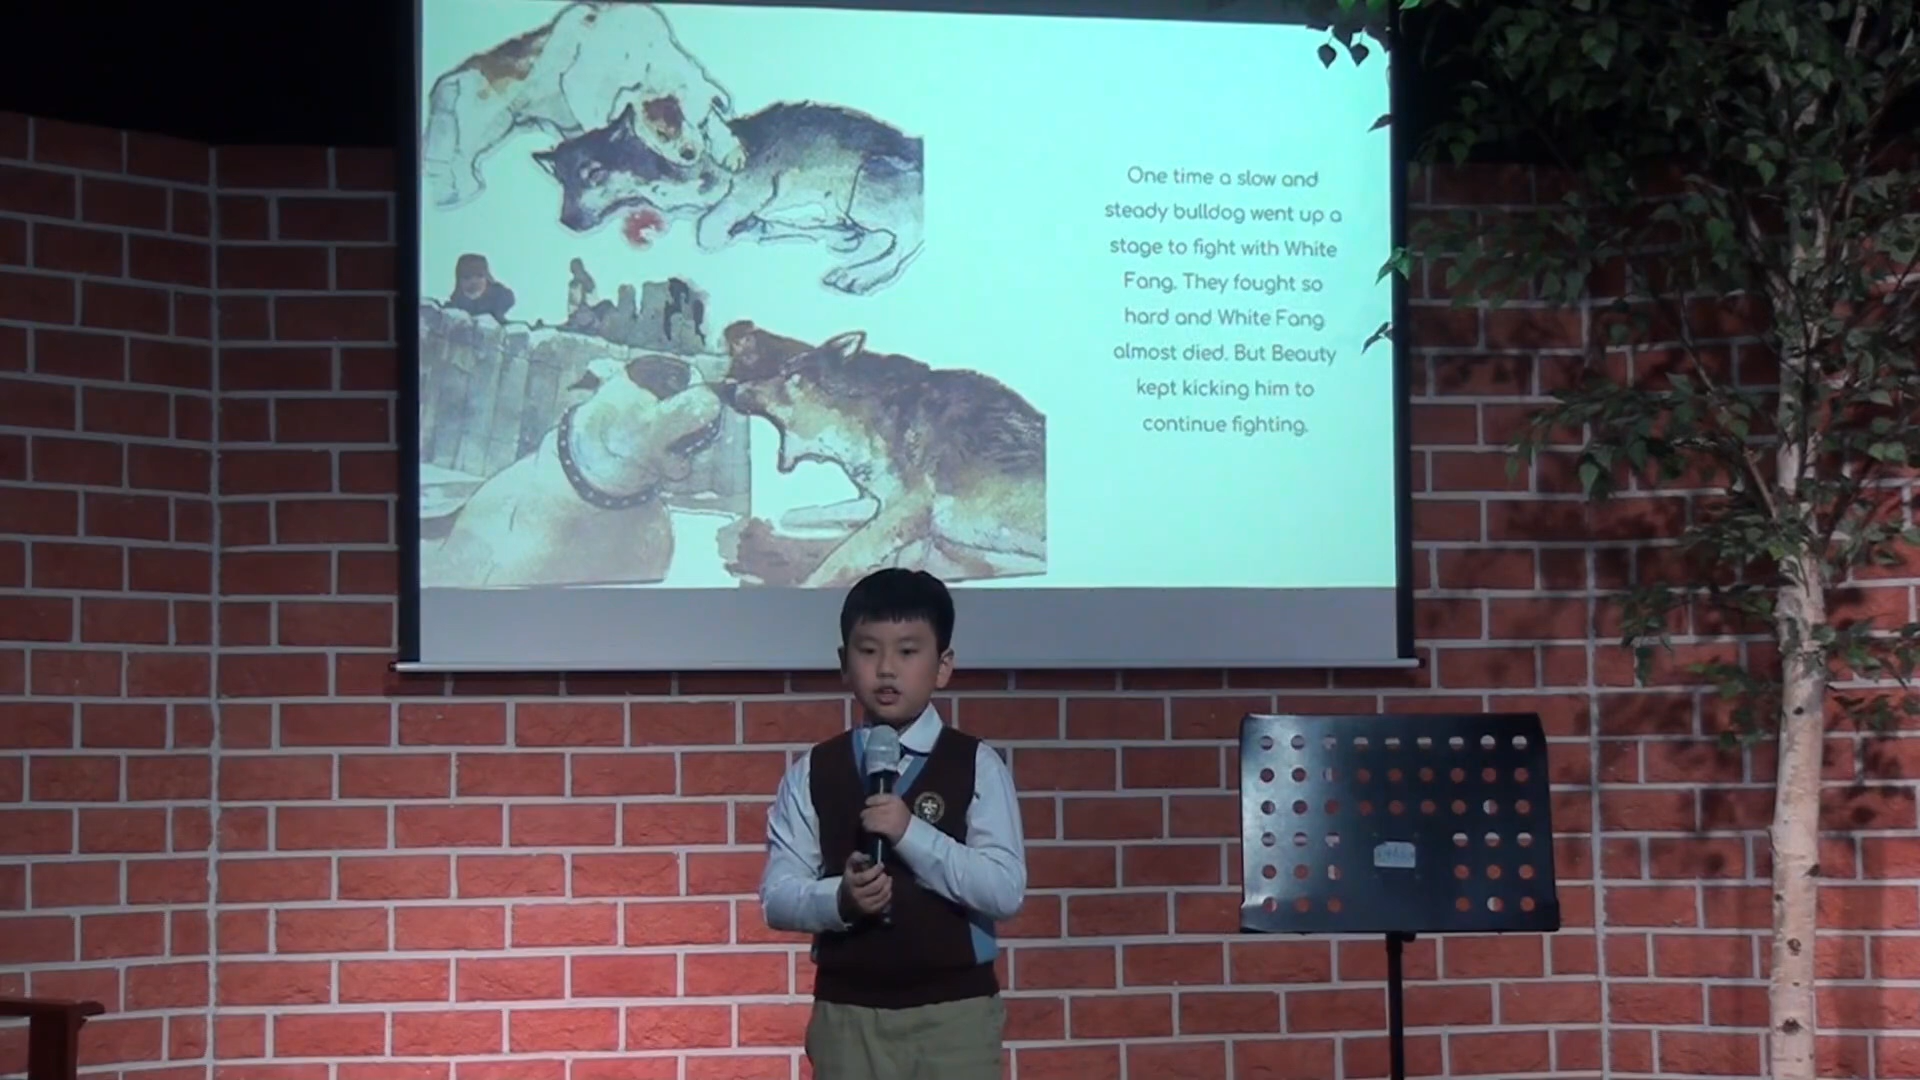 One time a slow and
steady bulldog went up a
stage to fight with White
Fang. They fought so
hard and White Fang
almost died. But Beauty
kept kicking him to
continue fighting.